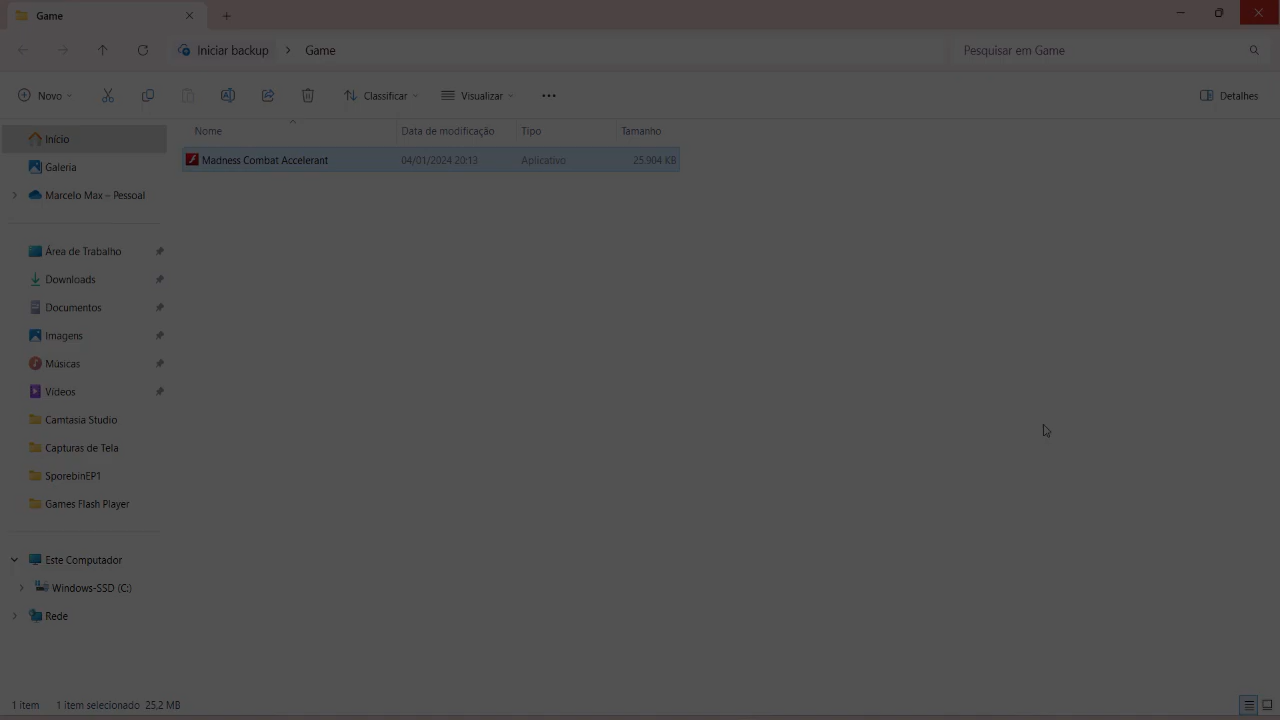 Game
Iniciar backup > Game
Pesquisar em Game
Novo
Classificar
Visualizar
Detalhes
Nome Data de modificação Tipo Tamanho
Madness Combat Accelerant 04/01/2024 20:13 Aplicativo 25.904 KB
Início
Galeria
Marcelo Max – Pessoal
Área de Trabalho
Downloads
Documentos
Imagens
Músicas
Vídeos
Camtasia Studio
Capturas de Tela
SporebinEP1
Games Flash Player
Este Computador
Windows-SSD (C:)
Rede
1 item 1 item selecionado 25,2 MB